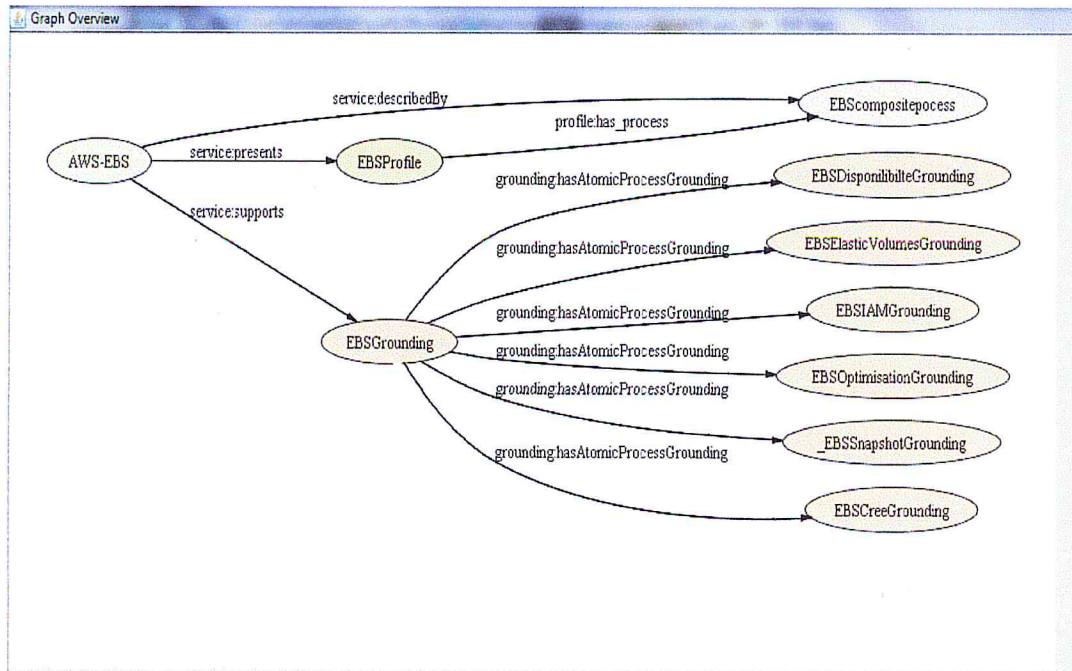 Graph Overview
service:describedBy
EBScompositepocess
profile:has_process
AWS-EBS
service:presents
EBSProfile
grounding:hasAtomicProcessGrounding
EBSDisponilibilteGrounding
service:supports
grounding:hasAtomicProcessGrounding
EBSElasticVolumesGrounding
grounding:hasAtomicProcessGrounding
EBSIAMGrounding
EBSGrounding
grounding:hasAtomicProcessGrounding
EBSOptimisationGrounding
grounding:hasAtomicProcessGrounding
_EBSSnapshotGrounding
grounding:hasAtomicProcessGrounding
EBSCreeGrounding